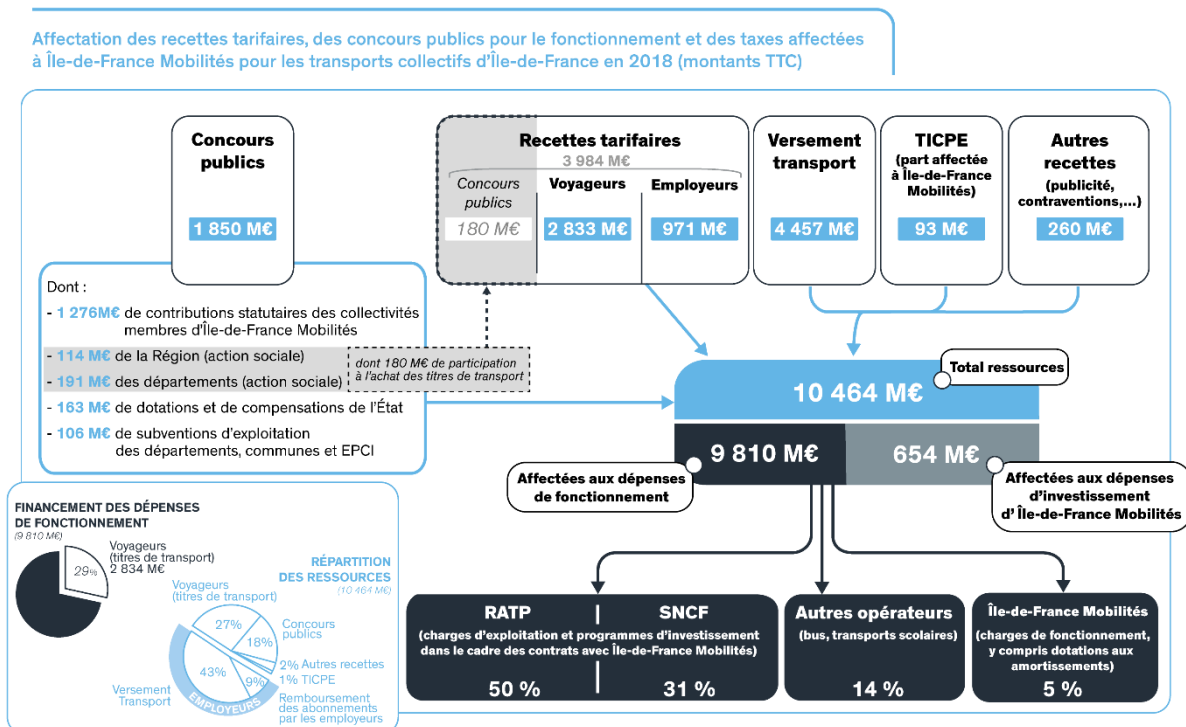 Affectation des recettes tarifaires, des concours publics pour le fonctionnement et des taxes affectées
à Île-de-France Mobilités pour les transports collectifs d'Île-de-France en 2018 (montants TTC)
Concours
publics
1 850 M€
Dont :
- 1 276M€ de contributions statutaires des collectivités
membres d'Île-de-France Mobilités
- 114 M€ de la Région (action sociale)
- 191 M€ des départements (action sociale)
- 163 M€ de dotations et de compensations de l'État
- 106 M€ de subventions d'exploitation
des départements, communes et EPCI
dont 180 M€ de participation
à l'achat des titres de transport
Recettes tarifaires
3 984 M€
Concours
publics
180 M€
Voyageurs
2 833 M€
Employeurs
971 M€
Versement
transport
4 457 M€
TICPE
(part affectée
à Île-de-France
Mobilités)
93 M€
Autres
recettes
(publicité,
contraventions,...)
260 M€
Total ressources
10 464 M€
9 810 M€
654 M€
Affectées aux dépenses
de fonctionnement
Affectées aux dépenses
d'investissement
d' Île-de-France Mobilités
FINANCEMENT DES DÉPENSES
DE FONCTIONNEMENT
(9 810 M€)
Voyageurs
(titres de transport)
2 834 M€
29%
RÉPARTITION
DES RESSOURCES
(10 464 M€)
Voyageurs
(titres de transport)
27%
Concours
publics
18%
2% Autres recettes
1% TICPE
9%
Remboursement
des abonnements
par les employeurs
43%
Versement
Transport
EMPLOYEURS
RATP
SNCF
(charges d'exploitation et programmes d'investissement
dans le cadre des contrats avec Île-de-France Mobilités)
50 %
31 %
Autres opérateurs
(bus, transports scolaires)
14 %
Île-de-France Mobilités
(charges de fonctionnement,
y compris dotations aux
amortissements)
5 %